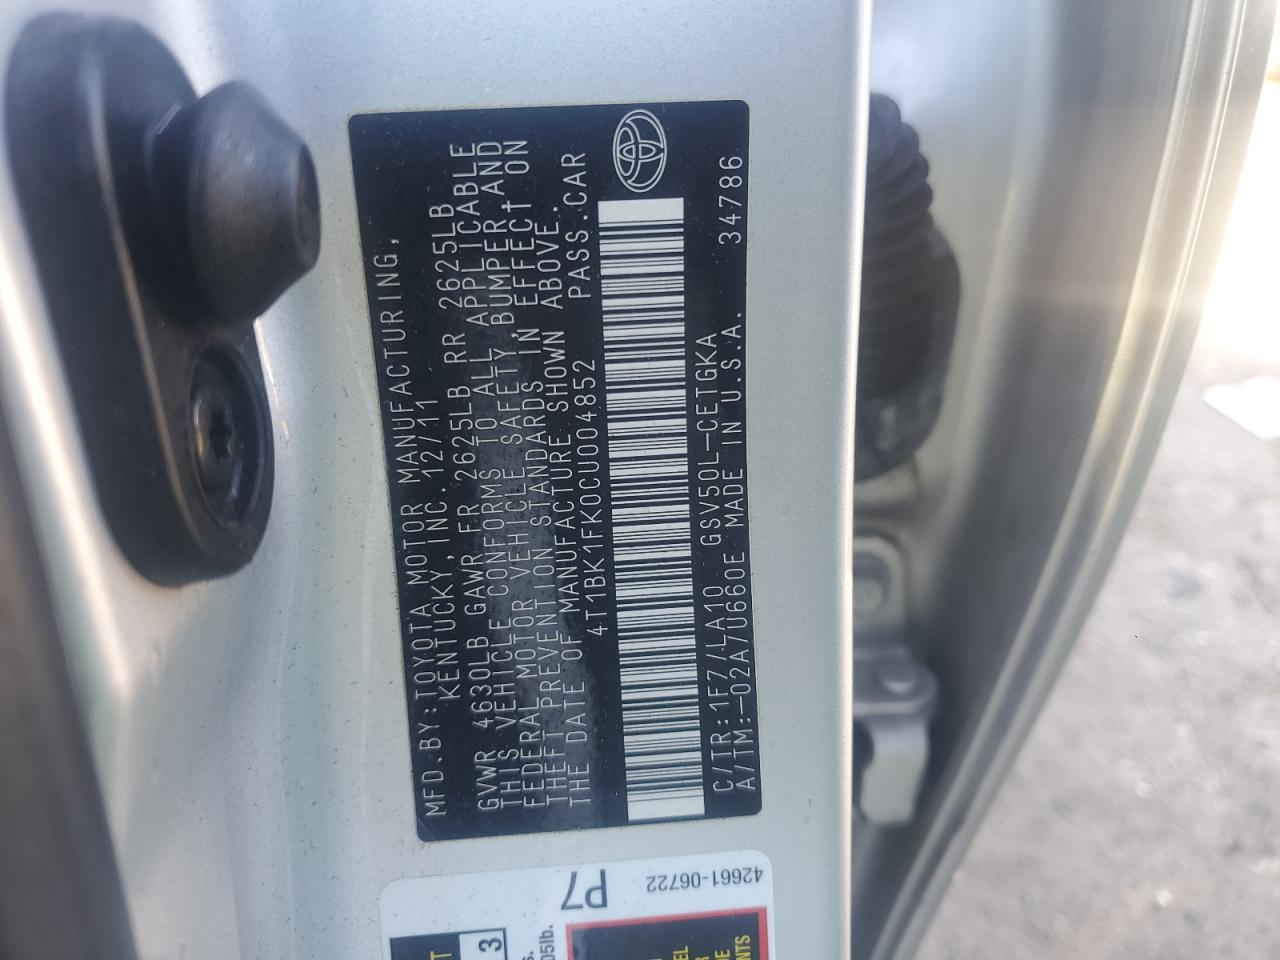 MFD.BY:TOYOTA MOTOR MANUFACTURING,
KENTUCKY,INC. 12/11
GVWR 4630LB GAWR FR 2625LB RR 2625LB
THIS VEHICLE CONFORMS TO ALL APPLICABLE
FEDERAL MOTOR VEHICLE SAFETY,BUMPER AND
THEFT PREVENTION STANDARDS IN EFFECT ON
THE DATE OF MANUFACTURE SHOWN ABOVE.
4T1BK1FK0CU004852 PASS.CAR
C/TR:1F7/LA10 GSV50L-CETGKA 34786
A/TM:-02A/U660E MADE IN U.S.A.
42661-06722
P7
3
05lb.